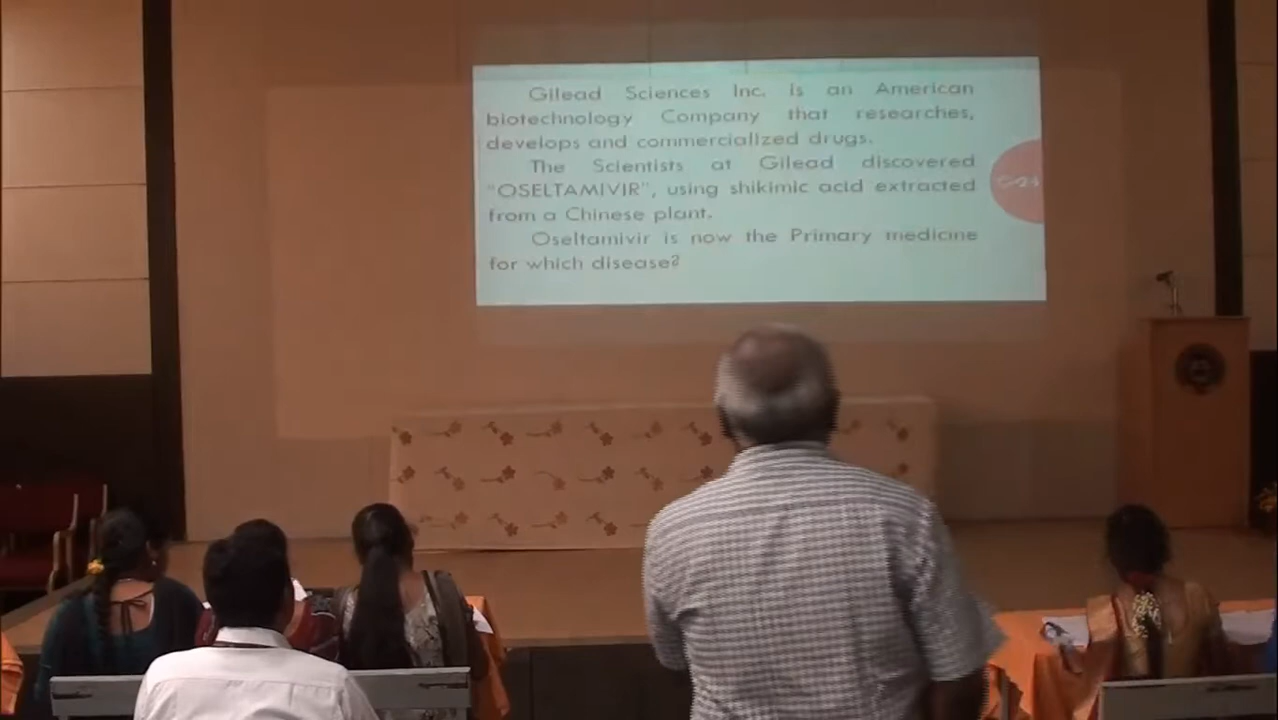 Gilead Sciences Inc. is an American
biotechnology Company that researches,
develops and commercialized drugs.
The Scientists at Gilead discovered
"OSELTAMIVIR", using shikimic acid extracted
from a Chinese plant.
Oseltamivir is now the Primary medicine
for which disease?